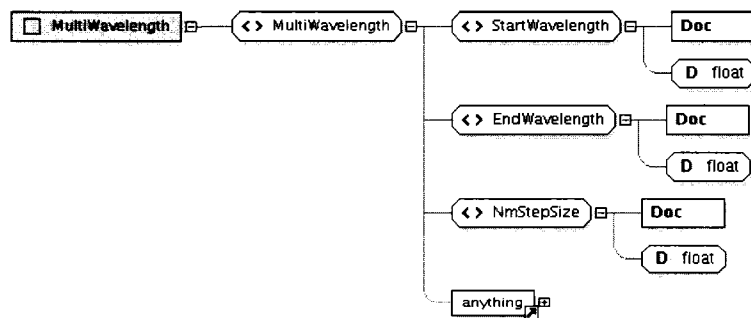 MultiWavelength <> MultiWavelength <> StartWavelength Doc
D float
<> EndWavelength Doc
D float
<> NmStepSize Doc
D float
anything